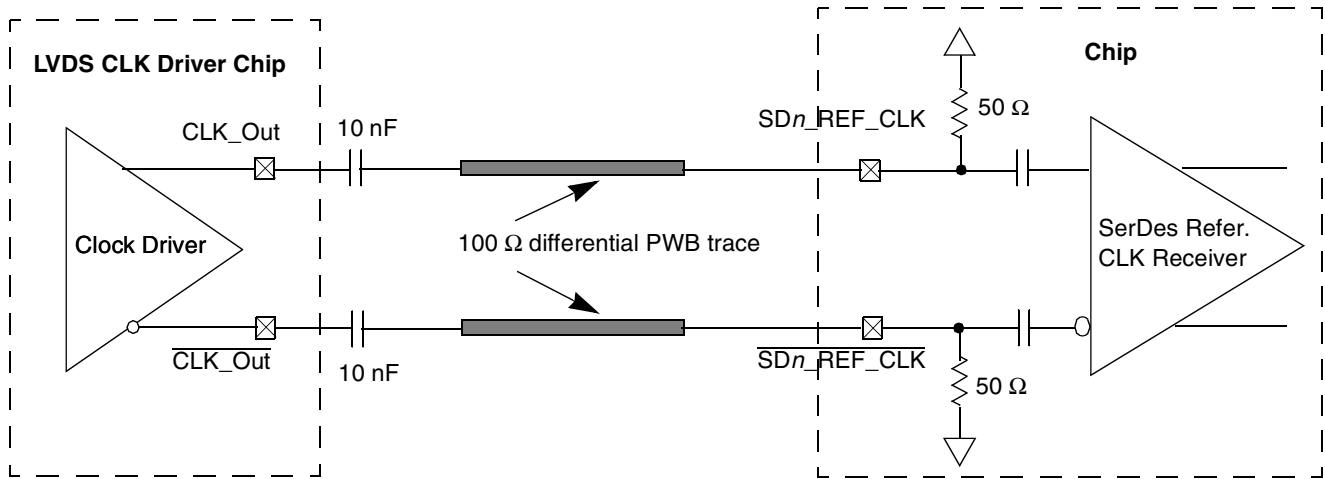 LVDS CLK Driver Chip
Chip
CLK_Out
10 nF
SDn_REF_CLK
50 Ω
Clock Driver
100 Ω differential PWB trace
SerDes Refer.
CLK Receiver
CLK_Out
10 nF
SDn_REF_CLK
50 Ω